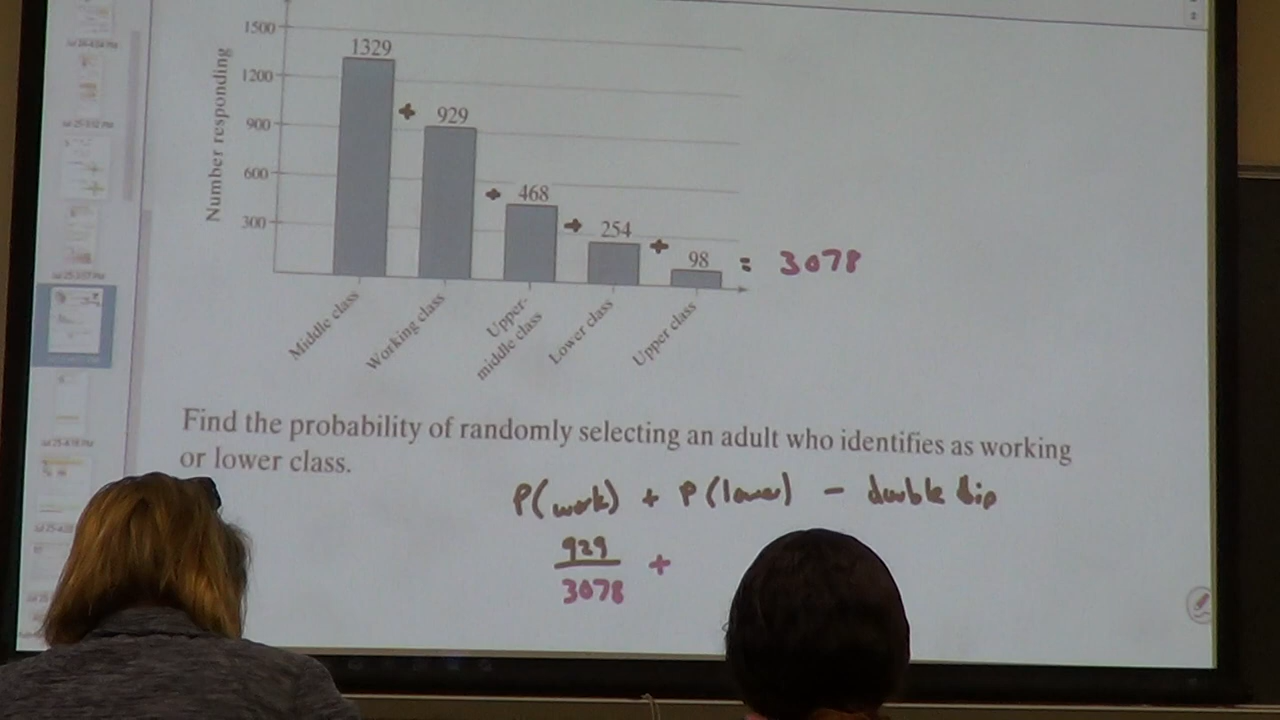 1500
1329
1200
929
900
Number responding
600
468
300
254
98 = 3078
Middle class
Working class
Upper-
middle class
Lower class
Upper class
Find the probability of randomly selecting an adult who identifies as working
or lower class.
P(work) + P(lower) - double dip
929
3078 +